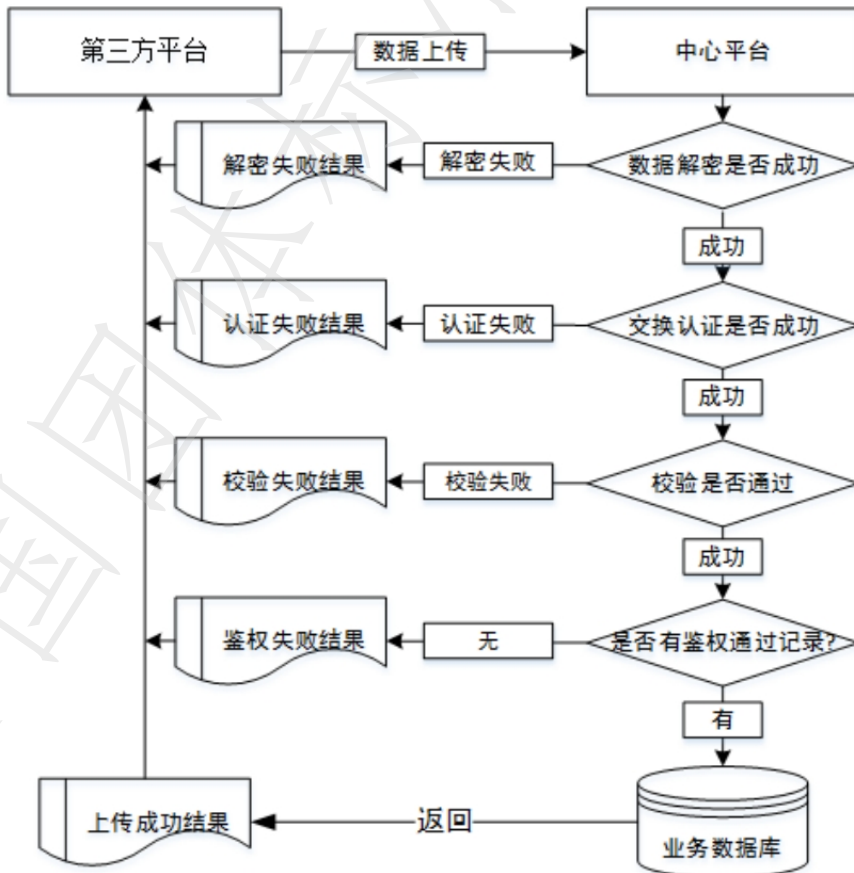 第三方平台
数据上传
中心平台
解密失败结果
解密失败
数据解密是否成功
成功
认证失败结果
认证失败
交换认证是否成功
成功
校验失败结果
校验失败
校验是否通过
成功
鉴权失败结果
无
是否有鉴权通过记录?
有
上传成功结果
返回
业务数据库